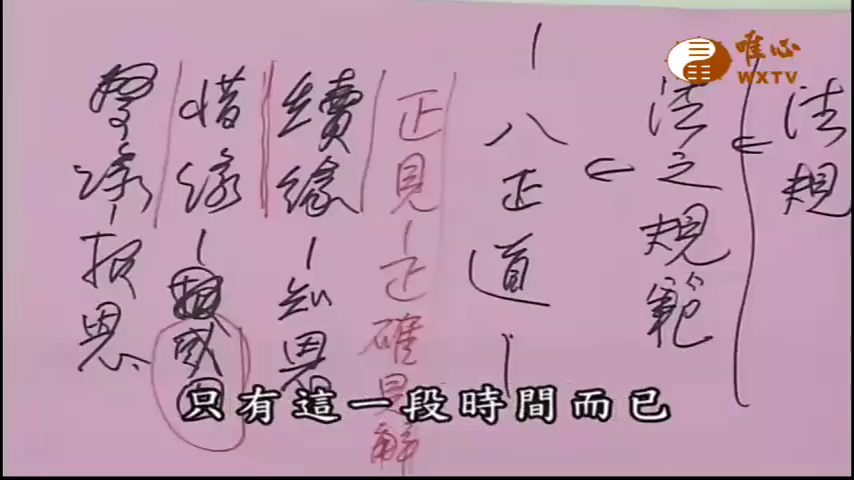 唯心
WXTV
法規
法之規範
八正道
正見－正確見解
續緣－知恩
惜緣－感
緣－報恩
只有這一段時間而已